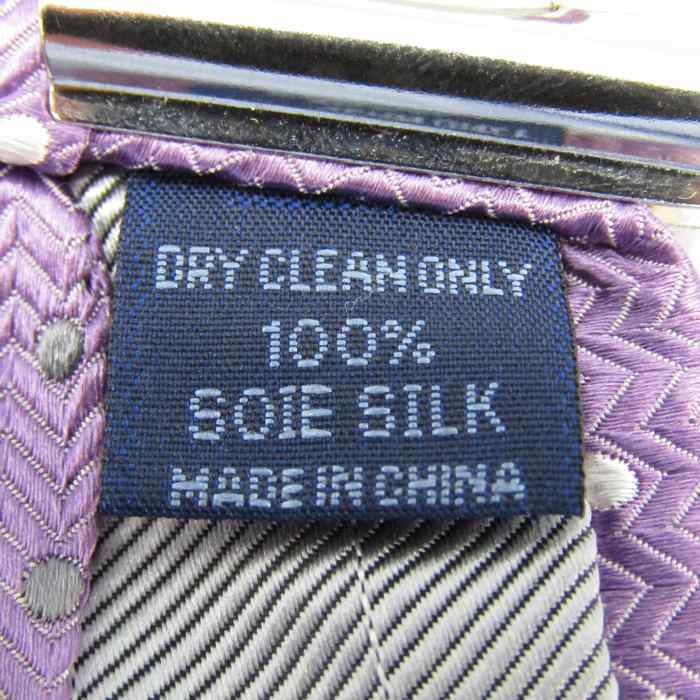 DRY CLEAN ONLY
100%
SOIE SILK
MADE IN CHINA